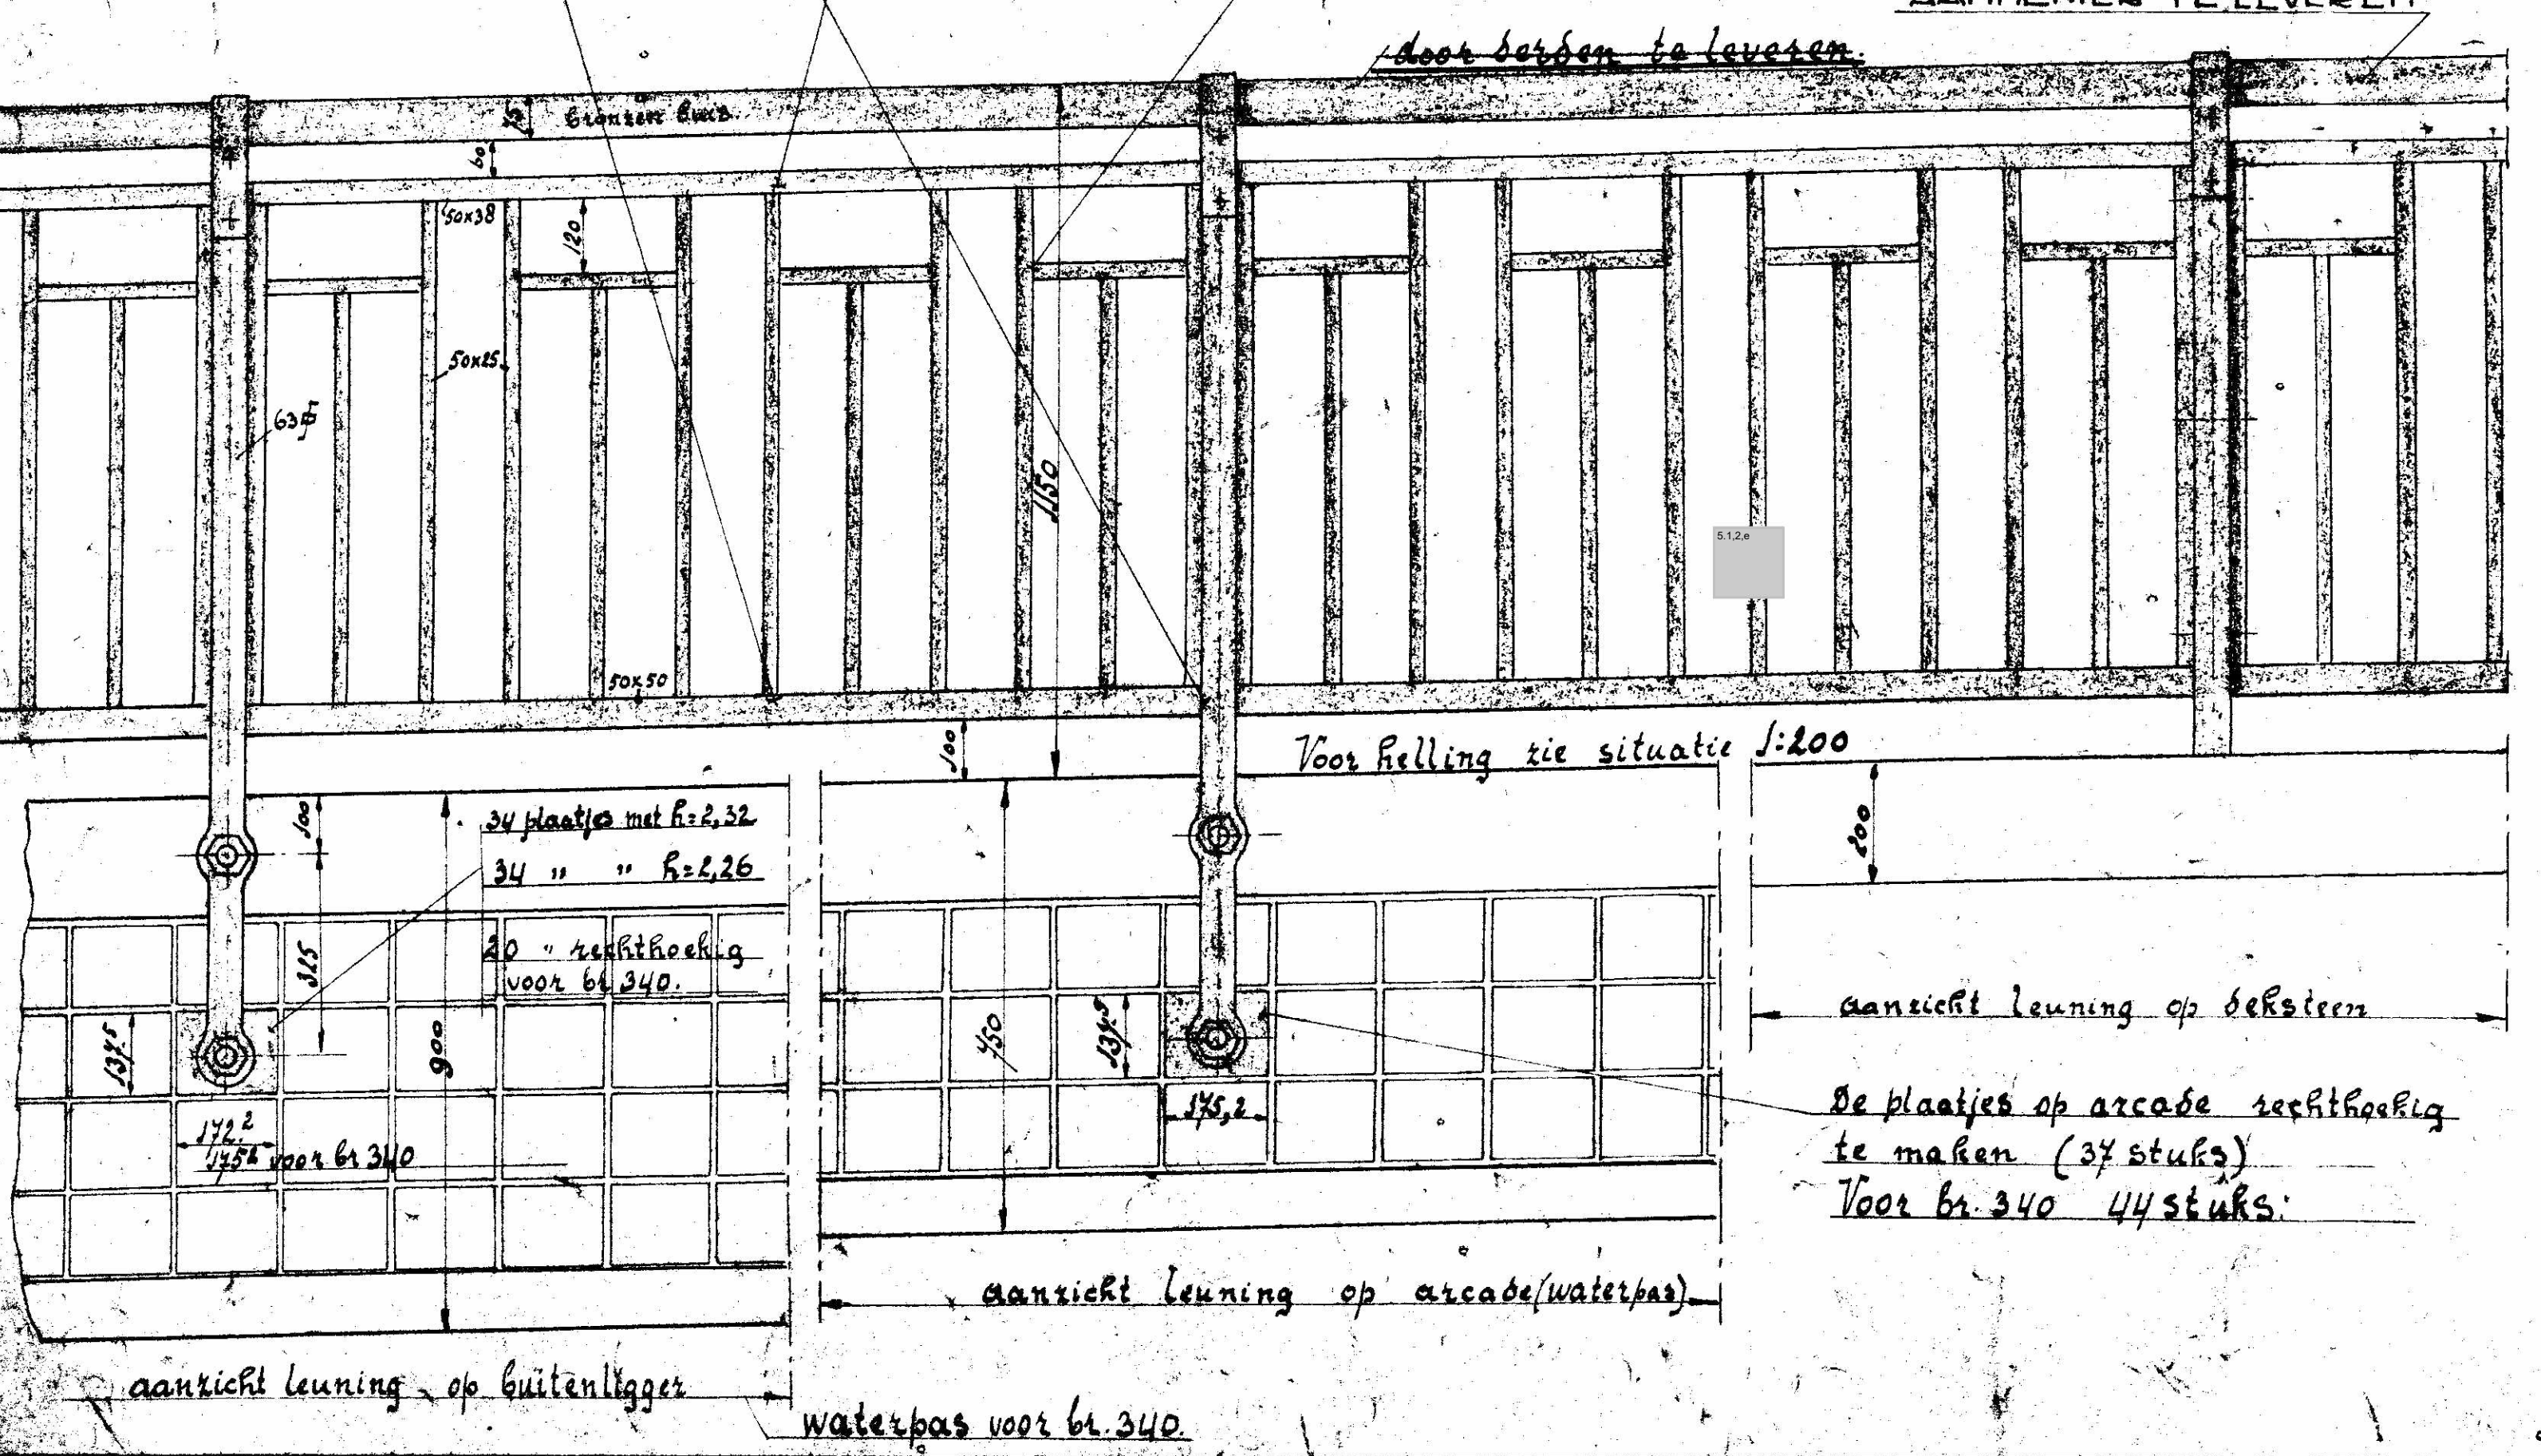 door derden te leveren.
bronzen buis
60
50x38
120
50x25
63
1150
5.1,2,e
50x50
100
Voor helling zie situatie 1:200
100
34 plaatjes met h=2,32
34 " " h=2,26
20 " rechthoekig
voor br 340.
325
900
137,5
172,2
175,2 voor br 340
750
137,5
175,2
200
aanzicht leuning op deksteen
De plaatjes op arcade rechthoekig
te maken (37 stuks)
Voor br. 340 44 stuks:
aanzicht leuning op arcade (waterpas)
aanzicht leuning op buitenligger
waterpas voor br. 340.